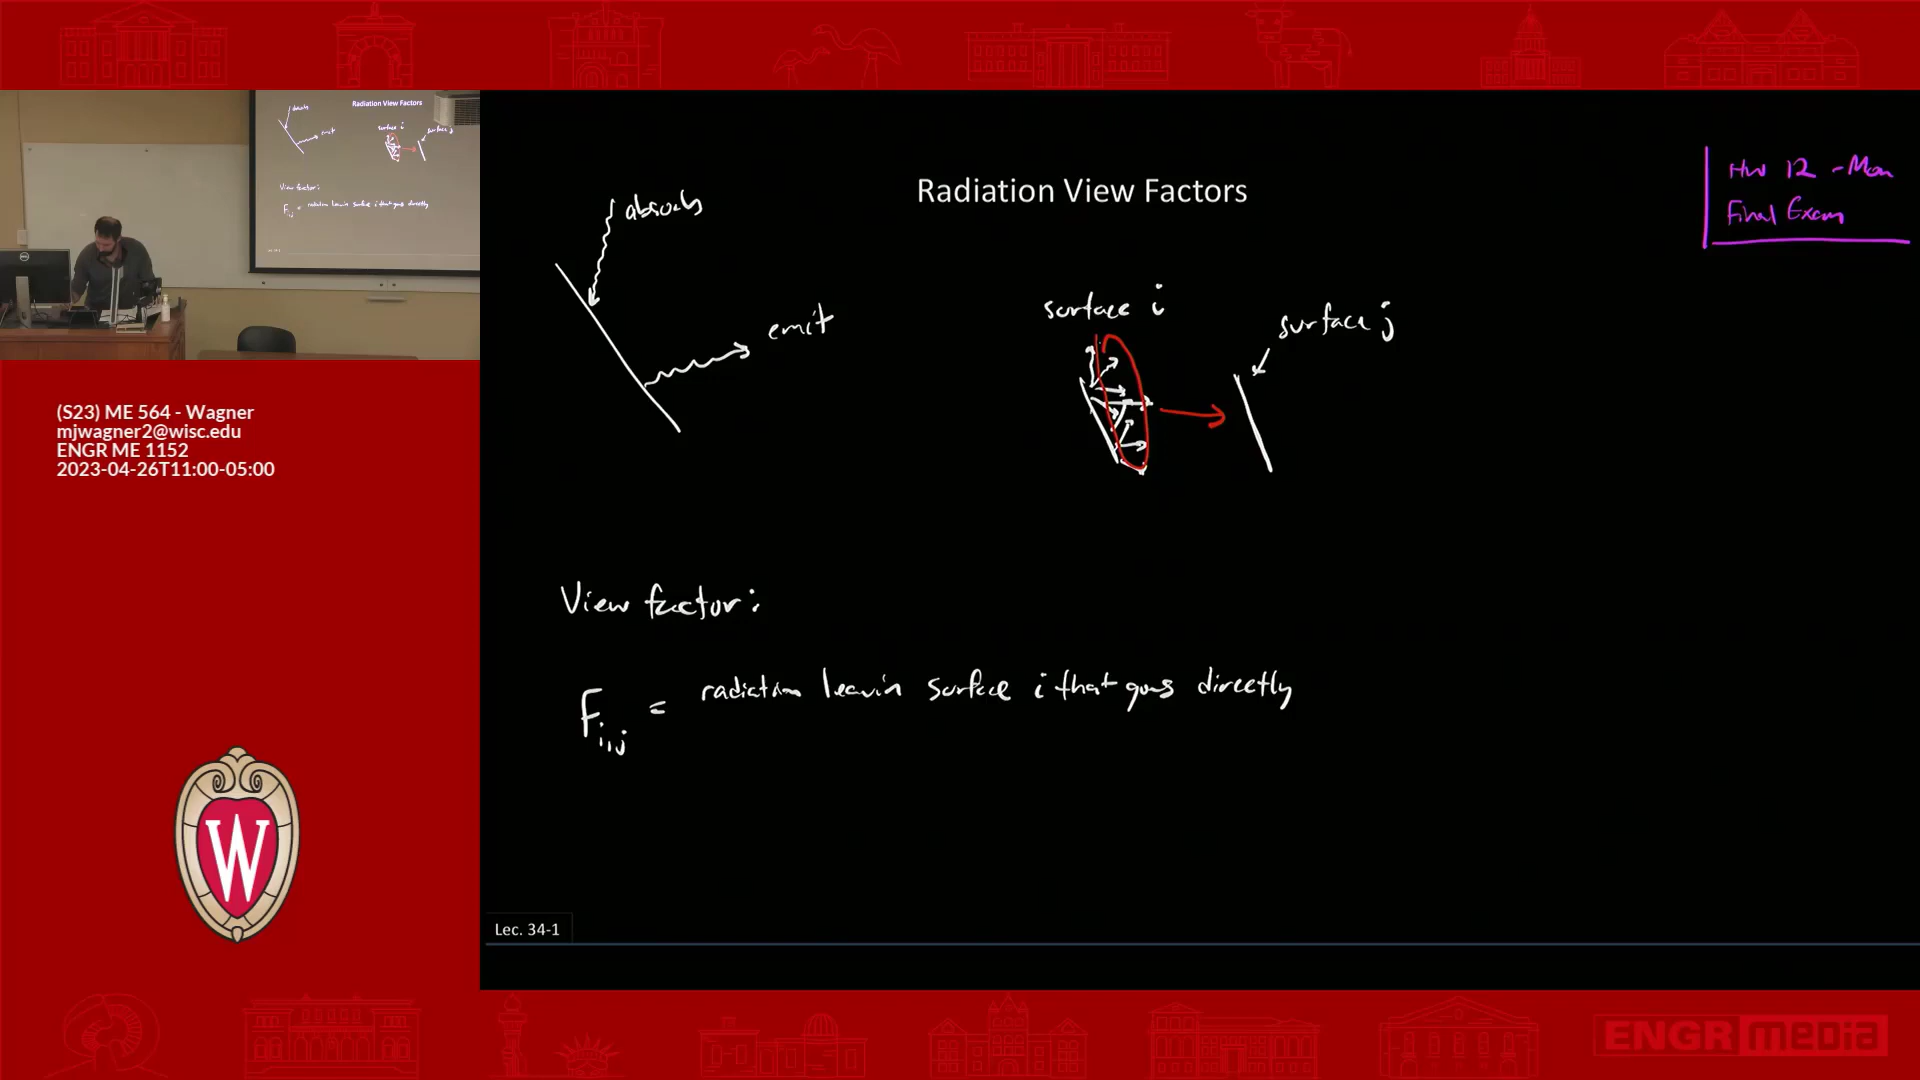 Radiation View Factors
HW 12 - Mon
Final Exam
absorb
emit
surface i
surface j
View factor:
Fi,j = radiation leavin surface i that goes directly
Lec. 34-1
(S23) ME 564 - Wagner
mjwagner2@wisc.edu
ENGR ME 1152
2023-04-26T11:00-05:00
W
ENGR media